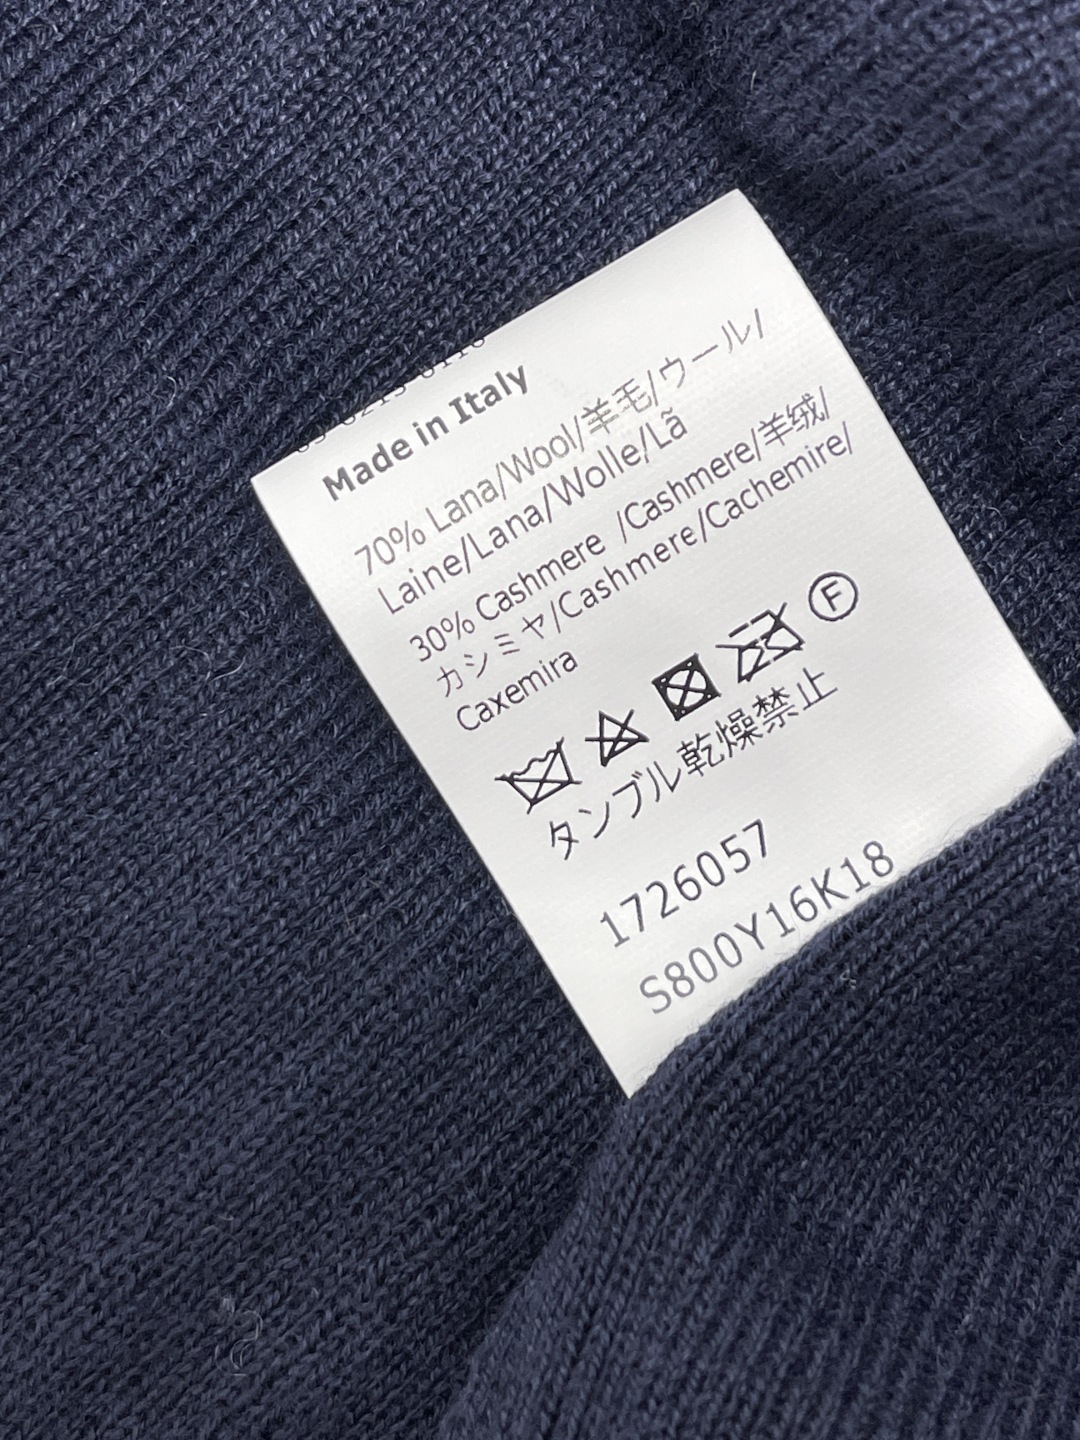 Made in Italy
70% Lana/Wool/羊毛/ウール/
Laine/Lana/Wolle/Lã
30% Cashmere /Cashmere/羊绒/
カシミヤ/Cashmere/Cachemire/
Caxemira
F
タンブル乾燥禁止
1726057
S800Y16K18